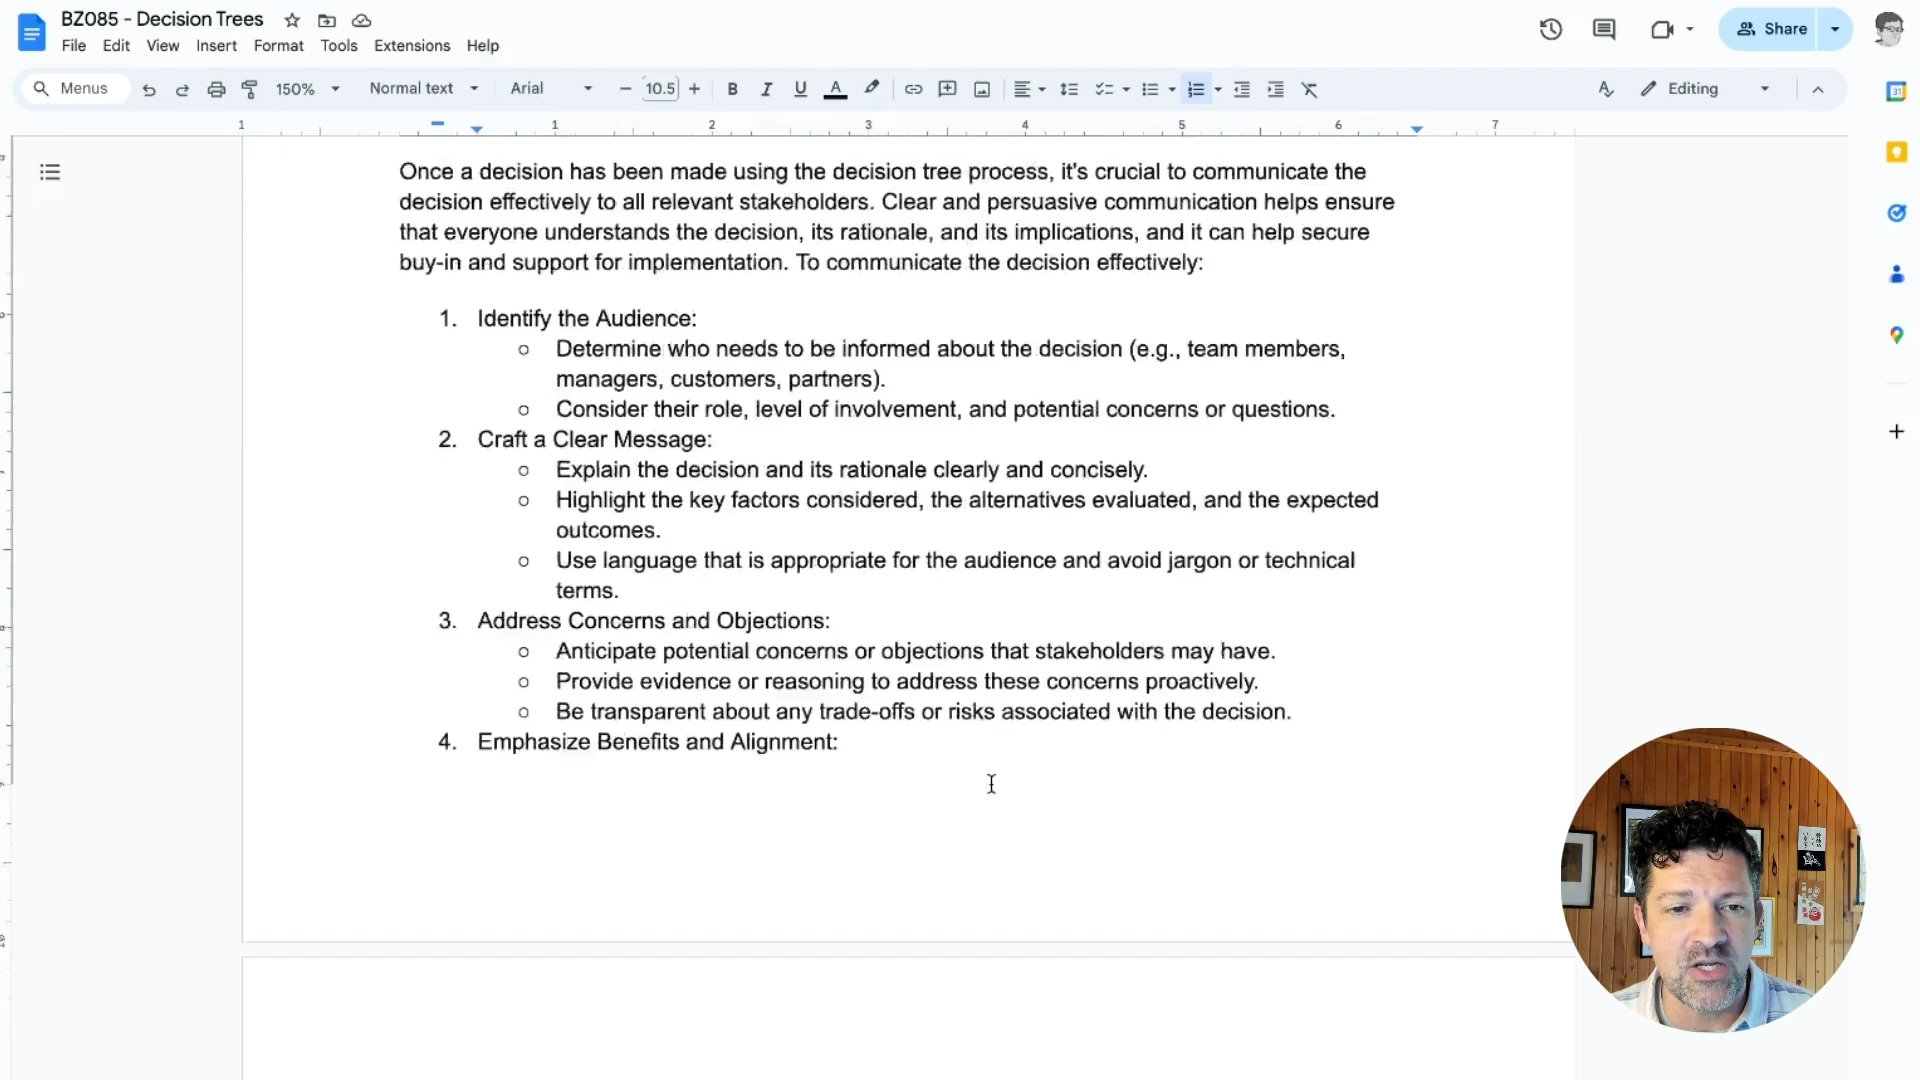 BZ085 - Decision Trees
File Edit View Insert Format Tools Extensions Help
Share
Menus 150% Normal text Arial 10.5 B I U A Editing
1 1 2 3 4 5 6 7
31
Once a decision has been made using the decision tree process, it's crucial to communicate the
decision effectively to all relevant stakeholders. Clear and persuasive communication helps ensure
that everyone understands the decision, its rationale, and its implications, and it can help secure
buy-in and support for implementation. To communicate the decision effectively:
1. Identify the Audience:
○ Determine who needs to be informed about the decision (e.g., team members,
managers, customers, partners).
○ Consider their role, level of involvement, and potential concerns or questions.
2. Craft a Clear Message:
○ Explain the decision and its rationale clearly and concisely.
○ Highlight the key factors considered, the alternatives evaluated, and the expected
outcomes.
○ Use language that is appropriate for the audience and avoid jargon or technical
terms.
3. Address Concerns and Objections:
○ Anticipate potential concerns or objections that stakeholders may have.
○ Provide evidence or reasoning to address these concerns proactively.
○ Be transparent about any trade-offs or risks associated with the decision.
4. Emphasize Benefits and Alignment: